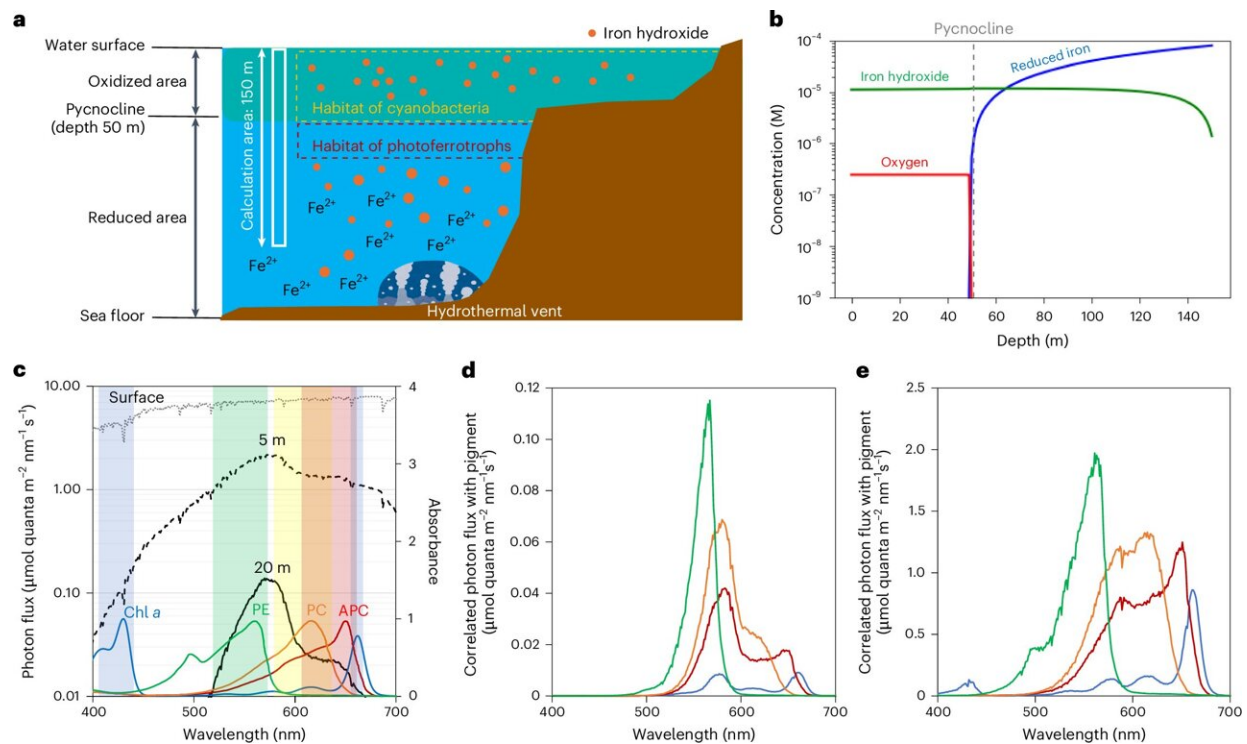 a
Iron hydroxide
Water surface
Oxidized area
Pycnocline
(depth 50 m)
Reduced area
Sea floor
Calculation area: 150 m
Habitat of cyanobacteria
Habitat of photoferrotrophs
Fe2+
Fe2+
Fe2+
Fe2+
Fe2+
Fe2+
Fe2+
Hydrothermal vent
b
Pycnocline
Reduced iron
Iron hydroxide
Oxygen
Concentration (M)
10−4
10−5
10−6
10−7
10−8
10−9
0 20 40 60 80 100 120 140
Depth (m)
c
Surface
5 m
20 m
Chl a
PE
PC
APC
Photon flux (µmol quanta m−2 nm−1 s−1)
10.00
1.00
0.10
0.01
Absorbance
4
3
2
1
0
400 500 600 700
Wavelength (nm)
d
Correlated photon flux with pigment
(µmol quanta m−2 nm−1s−1)
0.12
0.10
0.08
0.06
0.04
0.02
0
400 500 600 700
Wavelength (nm)
e
Correlated photon flux with pigment
(µmol quanta m−2 nm−1s−1)
2.5
2.0
1.5
1.0
0.5
0
400 500 600 700
Wavelength (nm)